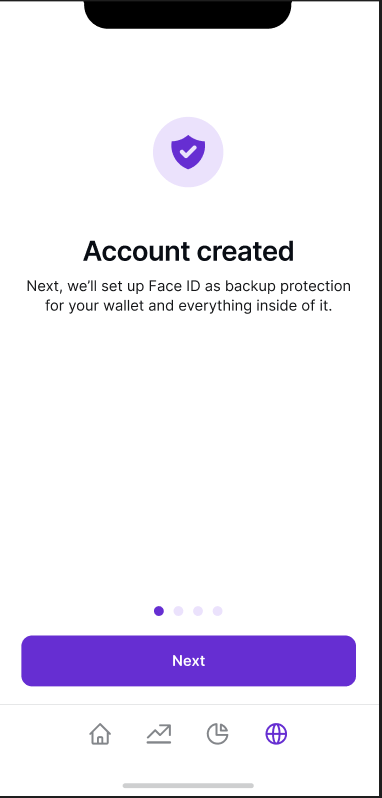 Account created
Next, we’ll set up Face ID as backup protection
for your wallet and everything inside of it.
Next